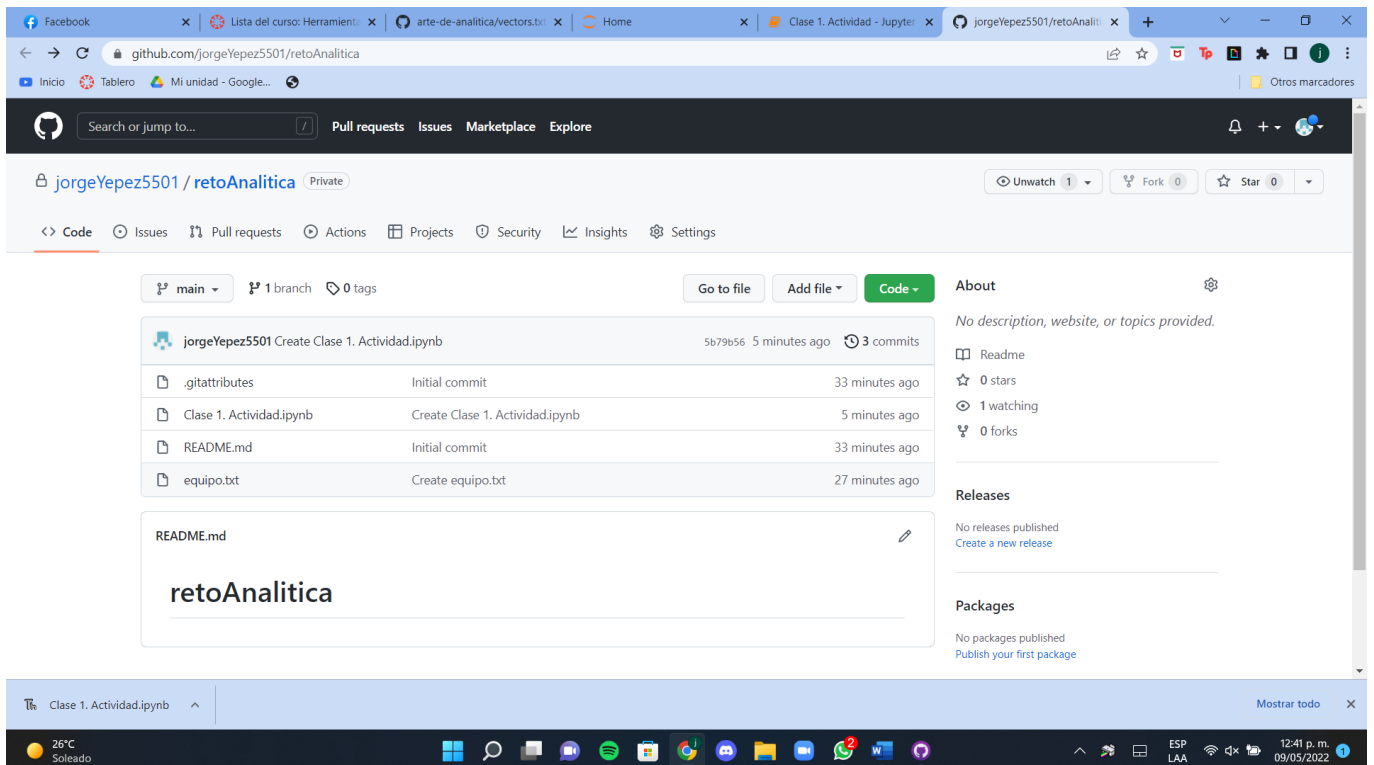 Facebook
Lista del curso: Herramienta
arte-de-analitica/vectors.txt
Home
Clase 1. Actividad - Jupyter
jorgeYepez5501/retoAnaliti
github.com/jorgeYepez5501/retoAnalitica
Inicio Tablero Mi unidad - Google... Otros marcadores
Search or jump to... / Pull requests Issues Marketplace Explore
jorgeYepez5501 / retoAnalitica Private Unwatch 1 Fork 0 Star 0
<> Code Issues Pull requests Actions Projects Security Insights Settings
main 1 branch 0 tags Go to file Add file Code
jorgeYepez5501 Create Clase 1. Actividad.ipynb 5b79b56 5 minutes ago 3 commits
.gitattributes Initial commit 33 minutes ago
Clase 1. Actividad.ipynb Create Clase 1. Actividad.ipynb 5 minutes ago
README.md Initial commit 33 minutes ago
equipo.txt Create equipo.txt 27 minutes ago
README.md
retoAnalitica
About
No description, website, or topics provided.
Readme
0 stars
1 watching
0 forks
Releases
No releases published
Create a new release
Packages
No packages published
Publish your first package
Clase 1. Actividad.ipynb Mostrar todo
26°C
Soleado
2
ESP
LAA
12:41 p. m.
09/05/2022
1